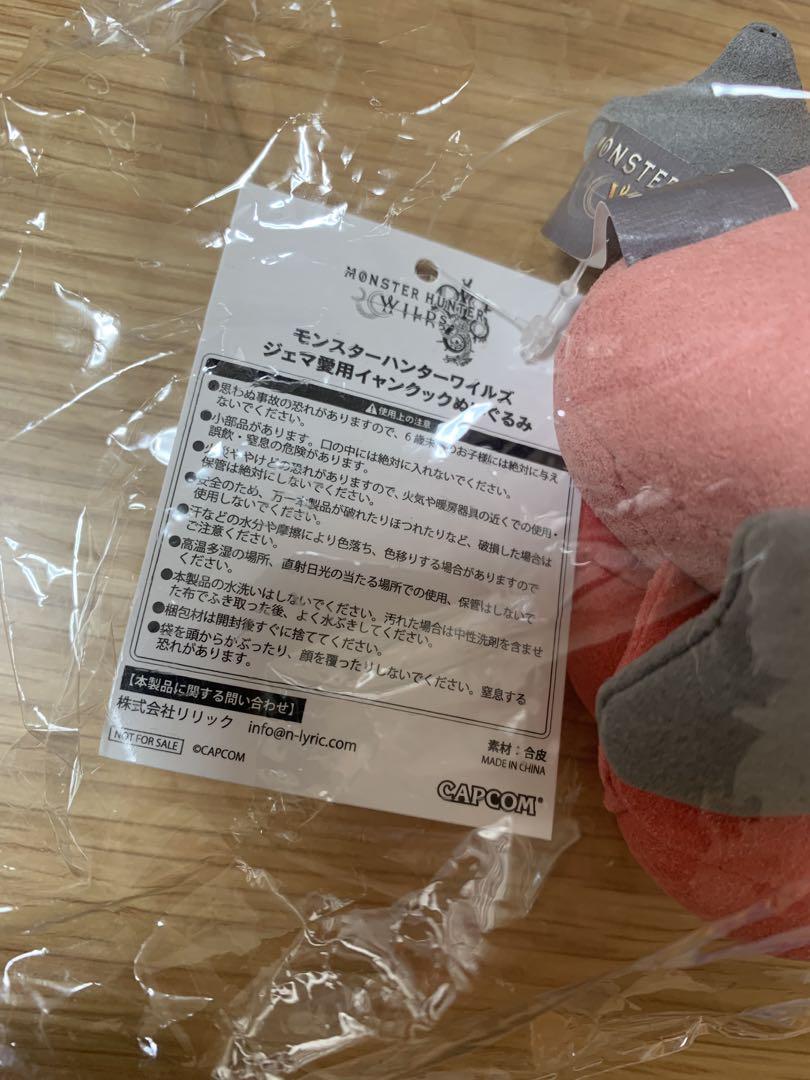 MONSTER HUNTER
WILDS
モンスターハンターワイルズ
ジェマ愛用イャンクックぬいぐるみ
⚠使用上の注意
●思わぬ事故の恐れがありますので、6歳未満のお子様には絶対に与え
ないでください。
●小部品があります。口の中には絶対に入れないでください。
誤飲・窒息の危険があります。
●火災ややけどの恐れがありますので、火気や暖房器具の近くでの使用・
保管は絶対にしないでください。
●安全のため、万一本製品が破れたりほつれたりなど、破損した場合は
使用しないでください。
●汗などの水分や摩擦により色落ち、色移りする場合がありますので
ご注意ください。
●高温多湿の場所、直射日光の当たる場所での使用、保管はしないで
ください。
●本製品の水洗いはしないでください。汚れた場合は中性洗剤を含ませ
た布でふき取った後、よく水ぶきしてください。
●梱包材は開封後すぐに捨ててください。
●袋を頭からかぶったり、顔を覆ったりしないでください。窒息する
恐れがあります。
【本製品に関する問い合わせ】
株式会社リリック info@n-lyric.com
NOT FOR SALE ©CAPCOM
素材：合皮
MADE IN CHINA
CAPCOM®
MONSTER